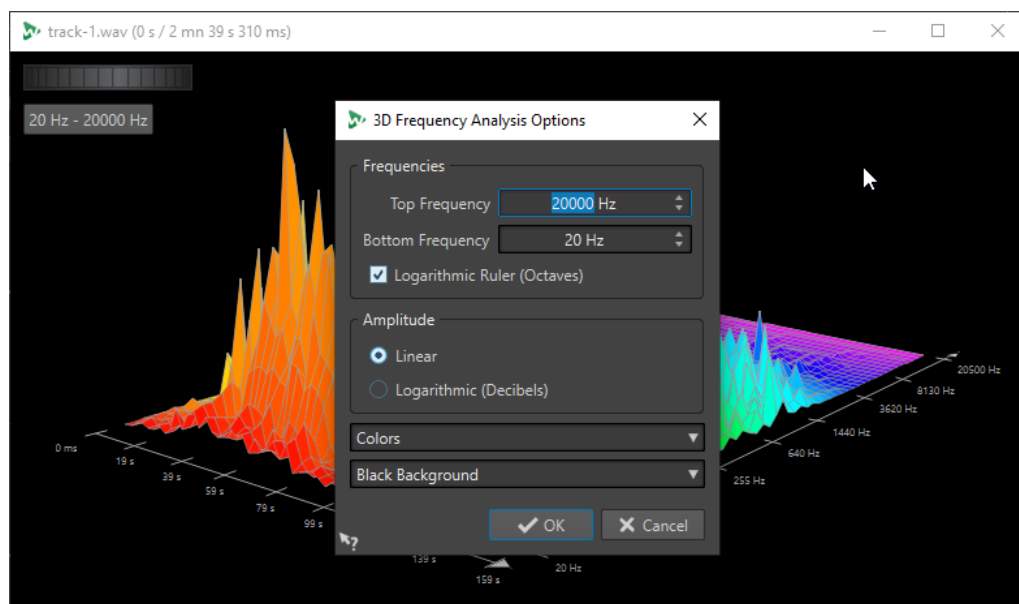 track-1.wav (0 s / 2 mn 39 s 310 ms)
20 Hz - 20000 Hz
3D Frequency Analysis Options
Frequencies
Top Frequency 20000 Hz
Bottom Frequency 20 Hz
Logarithmic Ruler (Octaves)
Amplitude
Linear
Logarithmic (Decibels)
Colors
Black Background
OK Cancel
0 ms
19 s
39 s
59 s
79 s
99 s
139 s
159 s
20 Hz
255 Hz
640 Hz
1440 Hz
3620 Hz
8130 Hz
20500 Hz